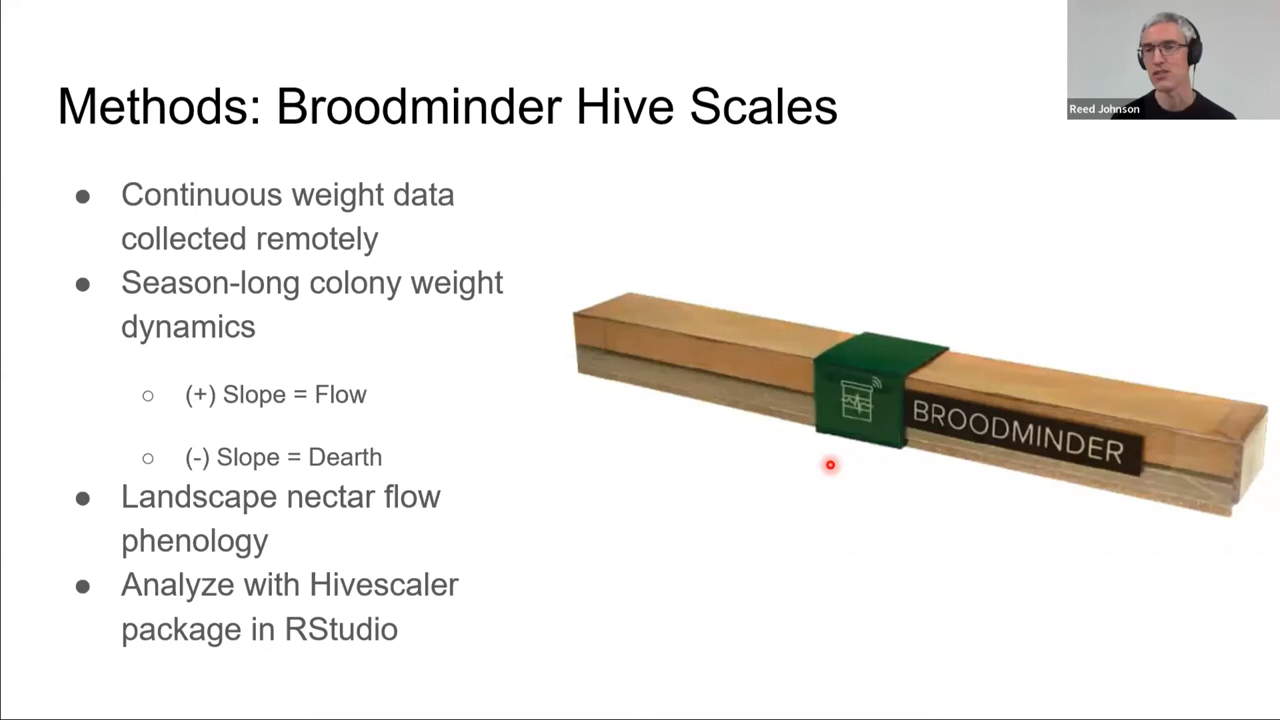 Methods: Broodminder Hive Scales
Reed Johnson
● Continuous weight data
collected remotely
● Season-long colony weight
dynamics
○ (+) Slope = Flow
○ (-) Slope = Dearth
● Landscape nectar flow
phenology
● Analyze with Hivescaler
package in RStudio
BROODMINDER